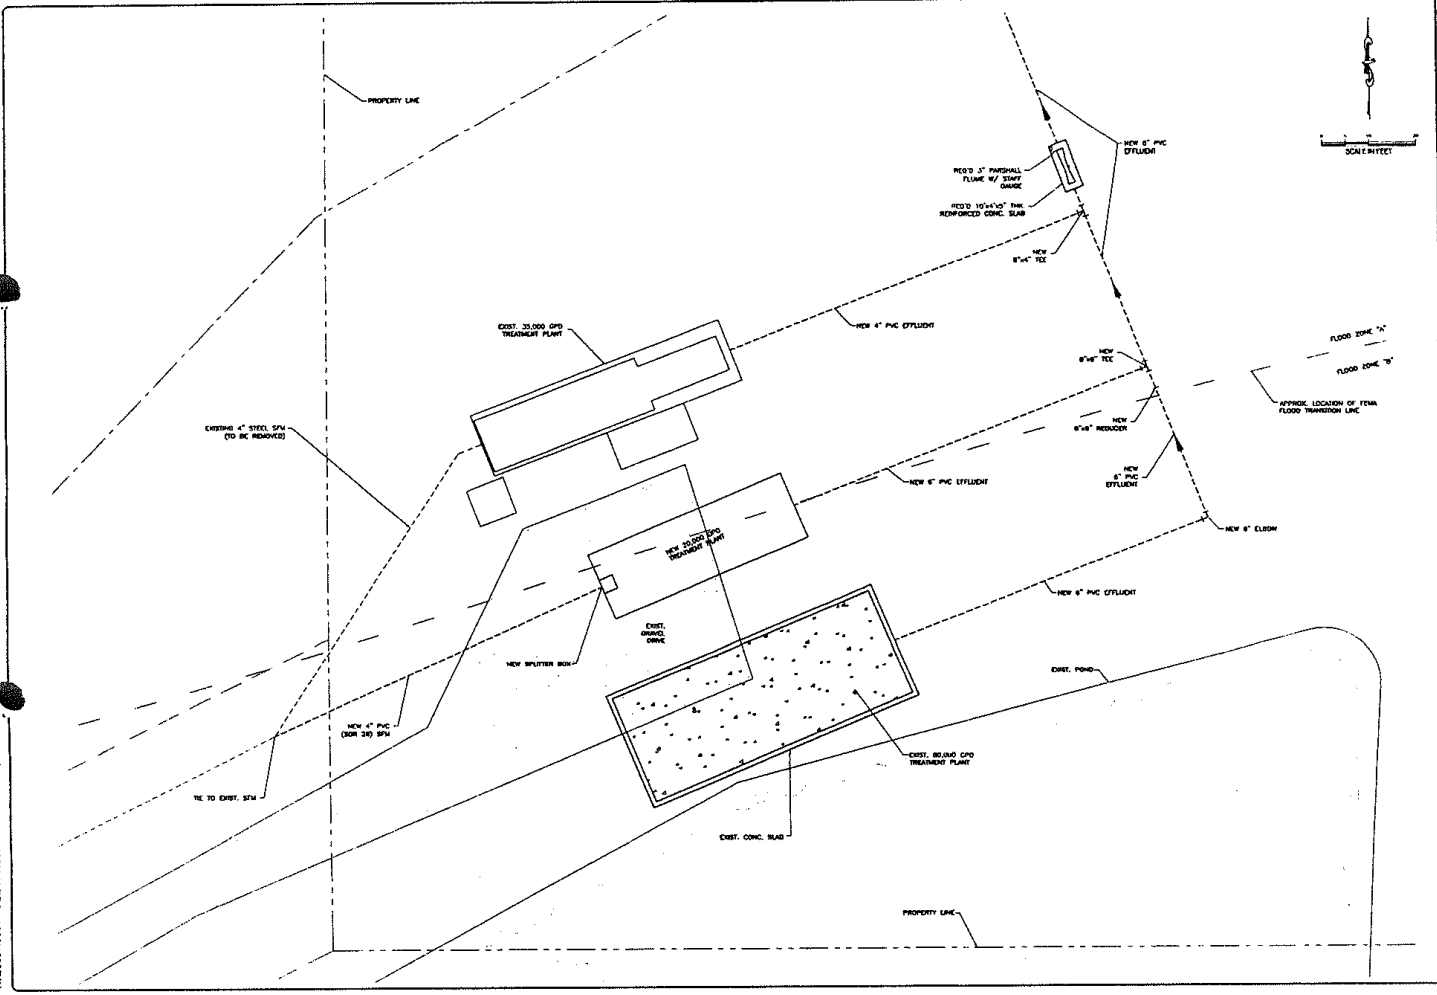 PROPERTY LINE
NEW 8" PVC
EFFLUENT
SCALE IN FEET
REQ'D 3" PARSHALL
FLUME W/ STAFF
GAUGE
REQ'D 10'x4'x5" THK.
REINFORCED CONC. SLAB
NEW
8"x4" TEE
EXIST. 35,000 GPD
TREATMENT PLANT
NEW 4" PVC EFFLUENT
FLOOD ZONE "A"
FLOOD ZONE "B"
NEW
TEE
APPROX. LOCATION OF FEMA
FLOOD TRANSITION LINE
EXISTING 4" STEEL SFM
(TO BE REMOVED)
NEW
REDUCER
NEW
6" PVC
EFFLUENT
NEW 6" PVC EFFLUENT
NEW 6" ELBOW
NEW 20,000 GPD
TREATMENT PLANT
NEW 6" PVC EFFLUENT
EXIST.
GRAVEL
DRIVE
NEW SPLITTER BOX
EXIST. POND
NEW 4" PVC
(SDR 26) SFM
EXIST. 80,000 GPD
TREATMENT PLANT
TIE TO EXIST. SFM
EXIST. CONC. SLAB
PROPERTY LINE